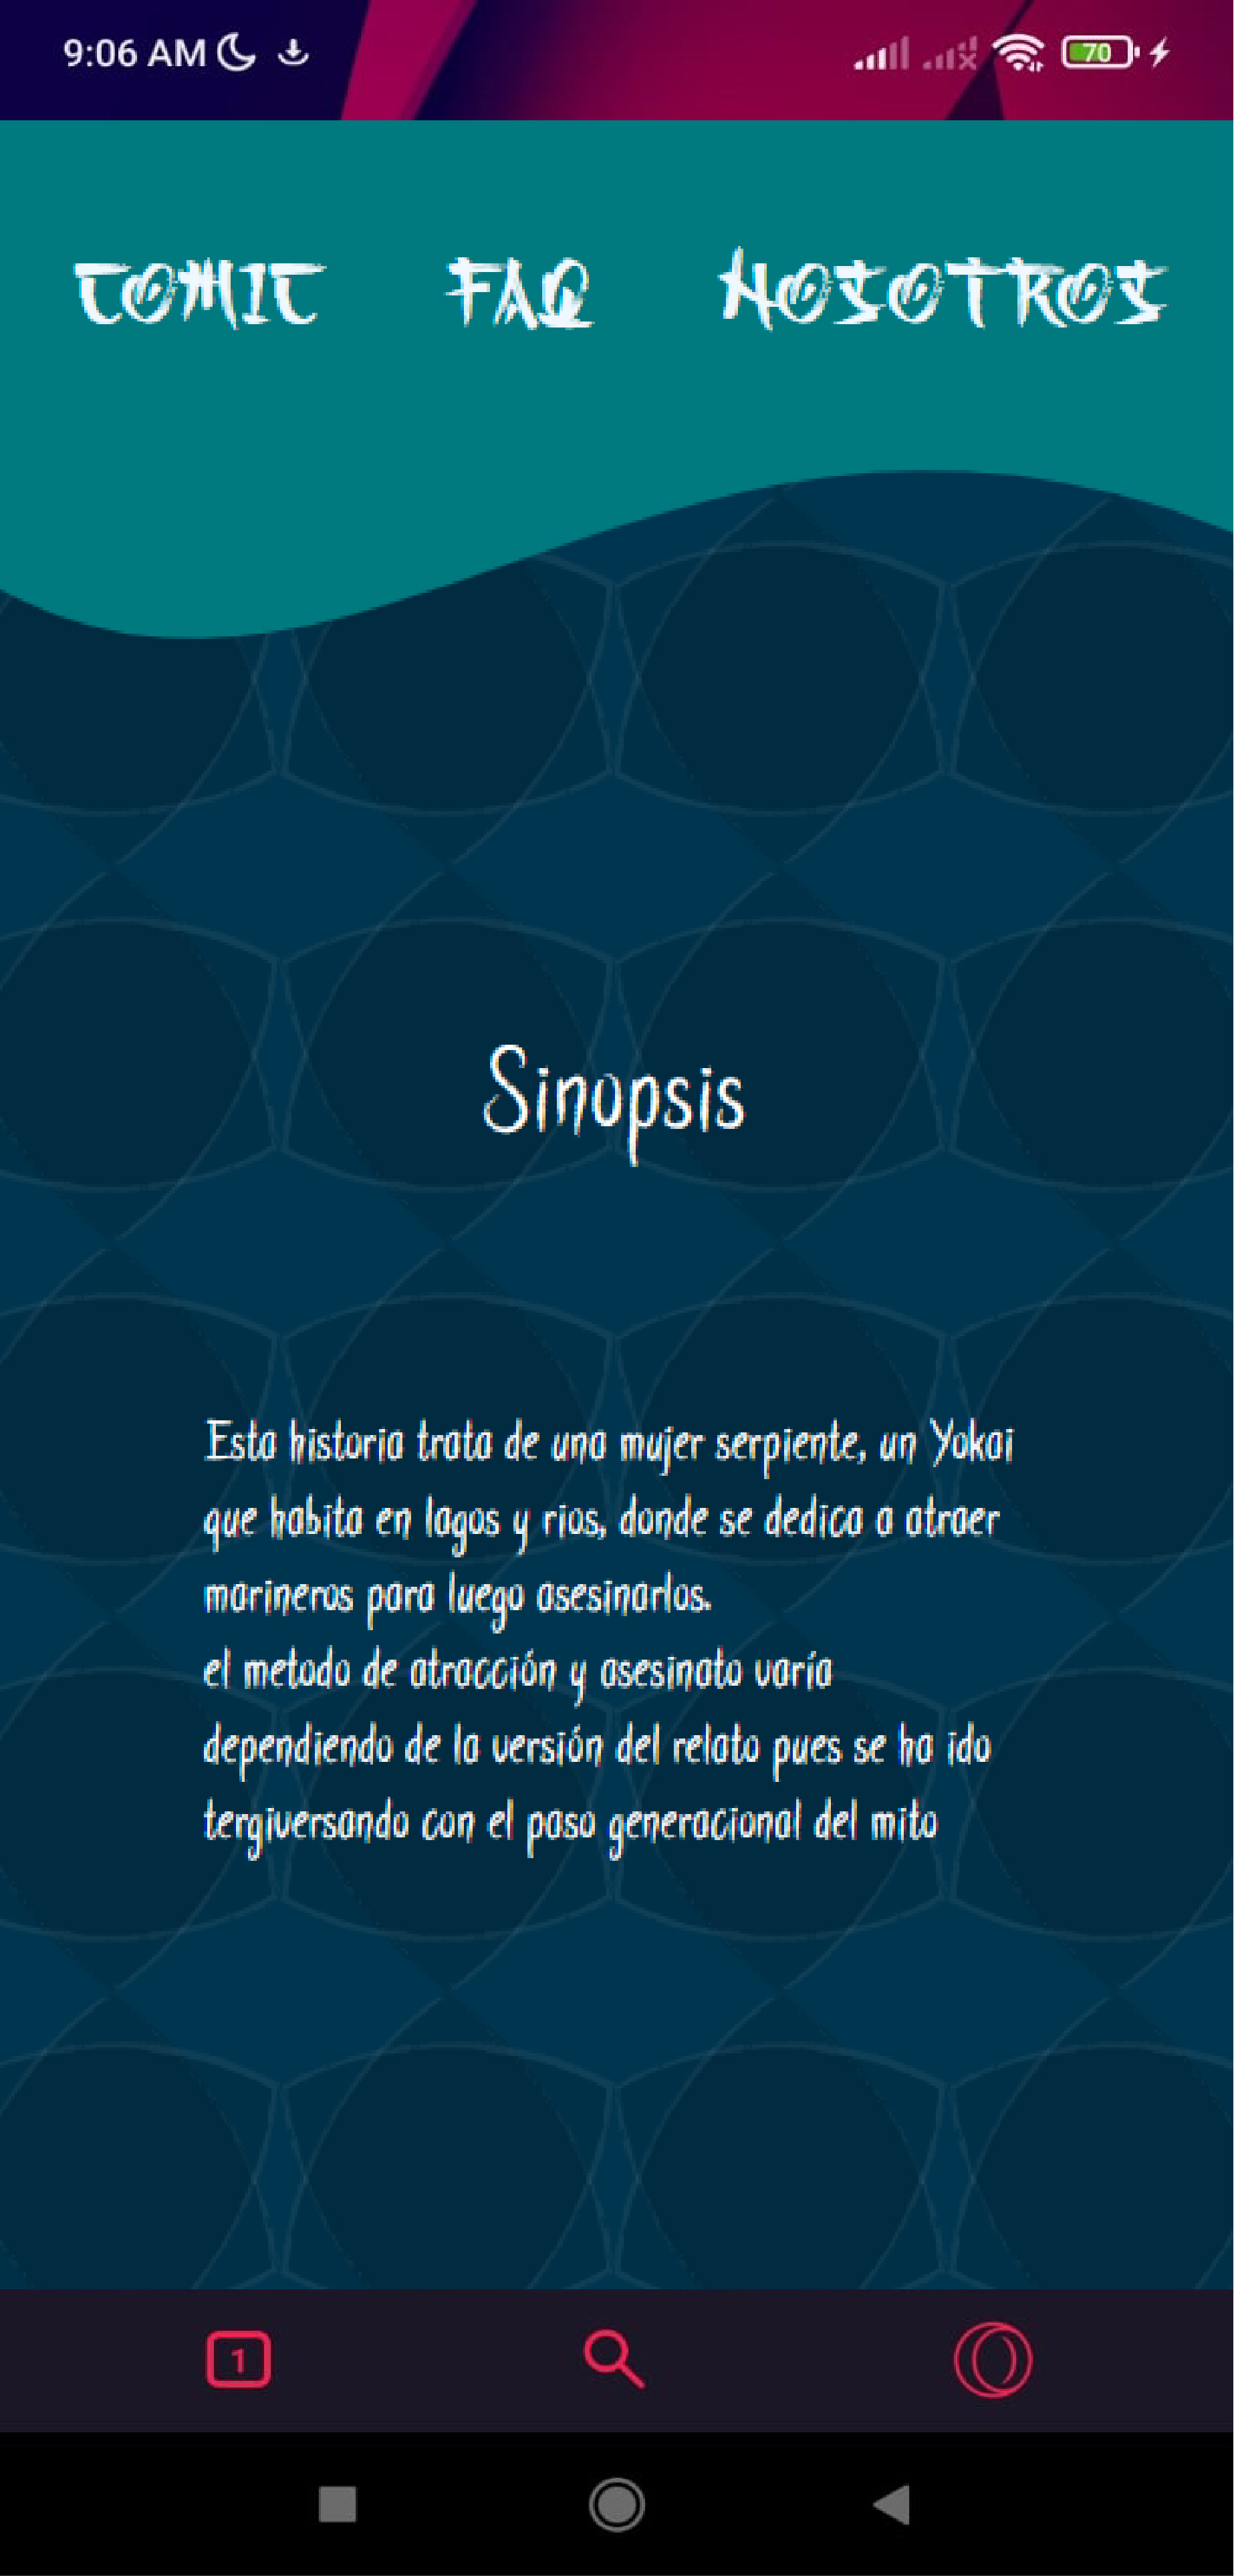 9:06 AM
70
COMIC FAQ NOSOTROS
Sinopsis
Esta historia trata de una mujer serpiente, un Yokai
que habita en lagos y rios, donde se dedica a atraer
marineros para luego asesinarlos.
el metodo de atracción y asesinato varía
dependiendo de la versión del relato pues se ha ido
tergiversando con el paso generacional del mito
1